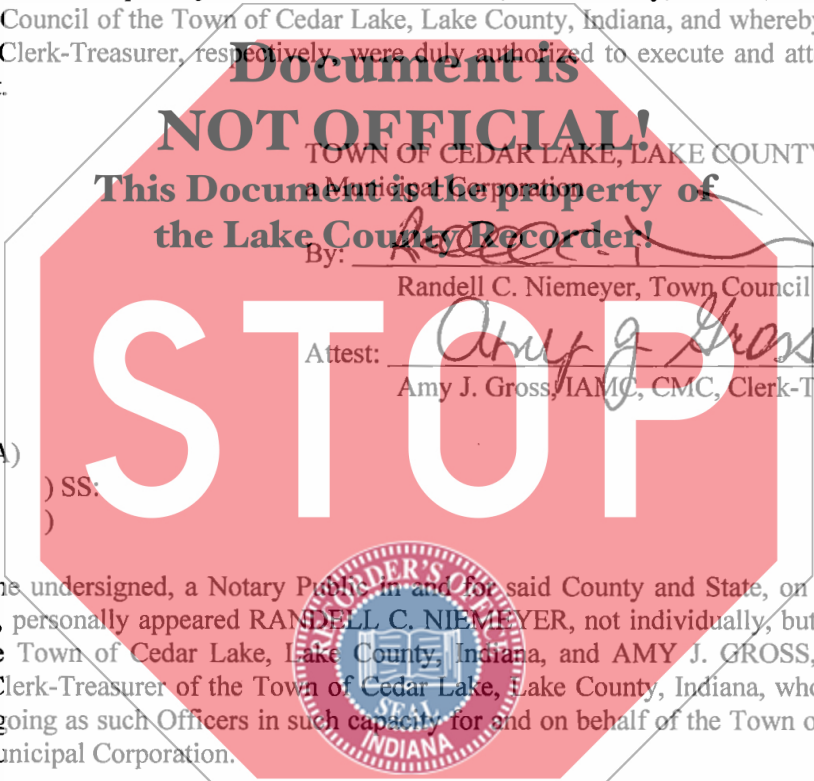 Council of the Town of Cedar Lake, Lake County, Indiana, and whereby
Clerk-Treasurer, respectively, were duly authorized to execute and att
Document is
NOT OFFICIAL!
TOWN OF CEDAR LAKE, LAKE COUNTY
This Document is the property of
a Municipal Corporation
the Lake County Recorder!
By:
Randell C. Niemeyer, Town Council
STOP
Attest: Amy J Gross
Amy J. Gross, IAMC, CMC, Clerk-T
A)
) SS:
)
he undersigned, a Notary Public in and for said County and State, on
, personally appeared RANDELL C. NIEMEYER, not individually, but
e Town of Cedar Lake, Lake County, Indiana, and AMY J. GROSS,
Clerk-Treasurer of the Town of Cedar Lake, Lake County, Indiana, who
going as such Officers in such capacity for and on behalf of the Town o
unicipal Corporation.
RECORDER'S OFFICE
SEAL
INDIANA